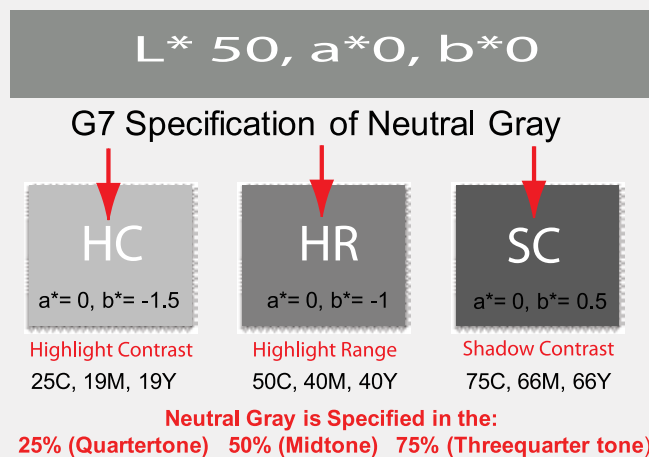 L* 50, a*0, b*0
G7 Specification of Neutral Gray
HC HR SC
a*= 0, b*= -1.5 a*= 0, b*= -1 a*= 0, b*= 0.5
Highlight Contrast Highlight Range Shadow Contrast
25C, 19M, 19Y 50C, 40M, 40Y 75C, 66M, 66Y
Neutral Gray is Specified in the:
25% (Quartertone) 50% (Midtone) 75% (Threequarter tone)